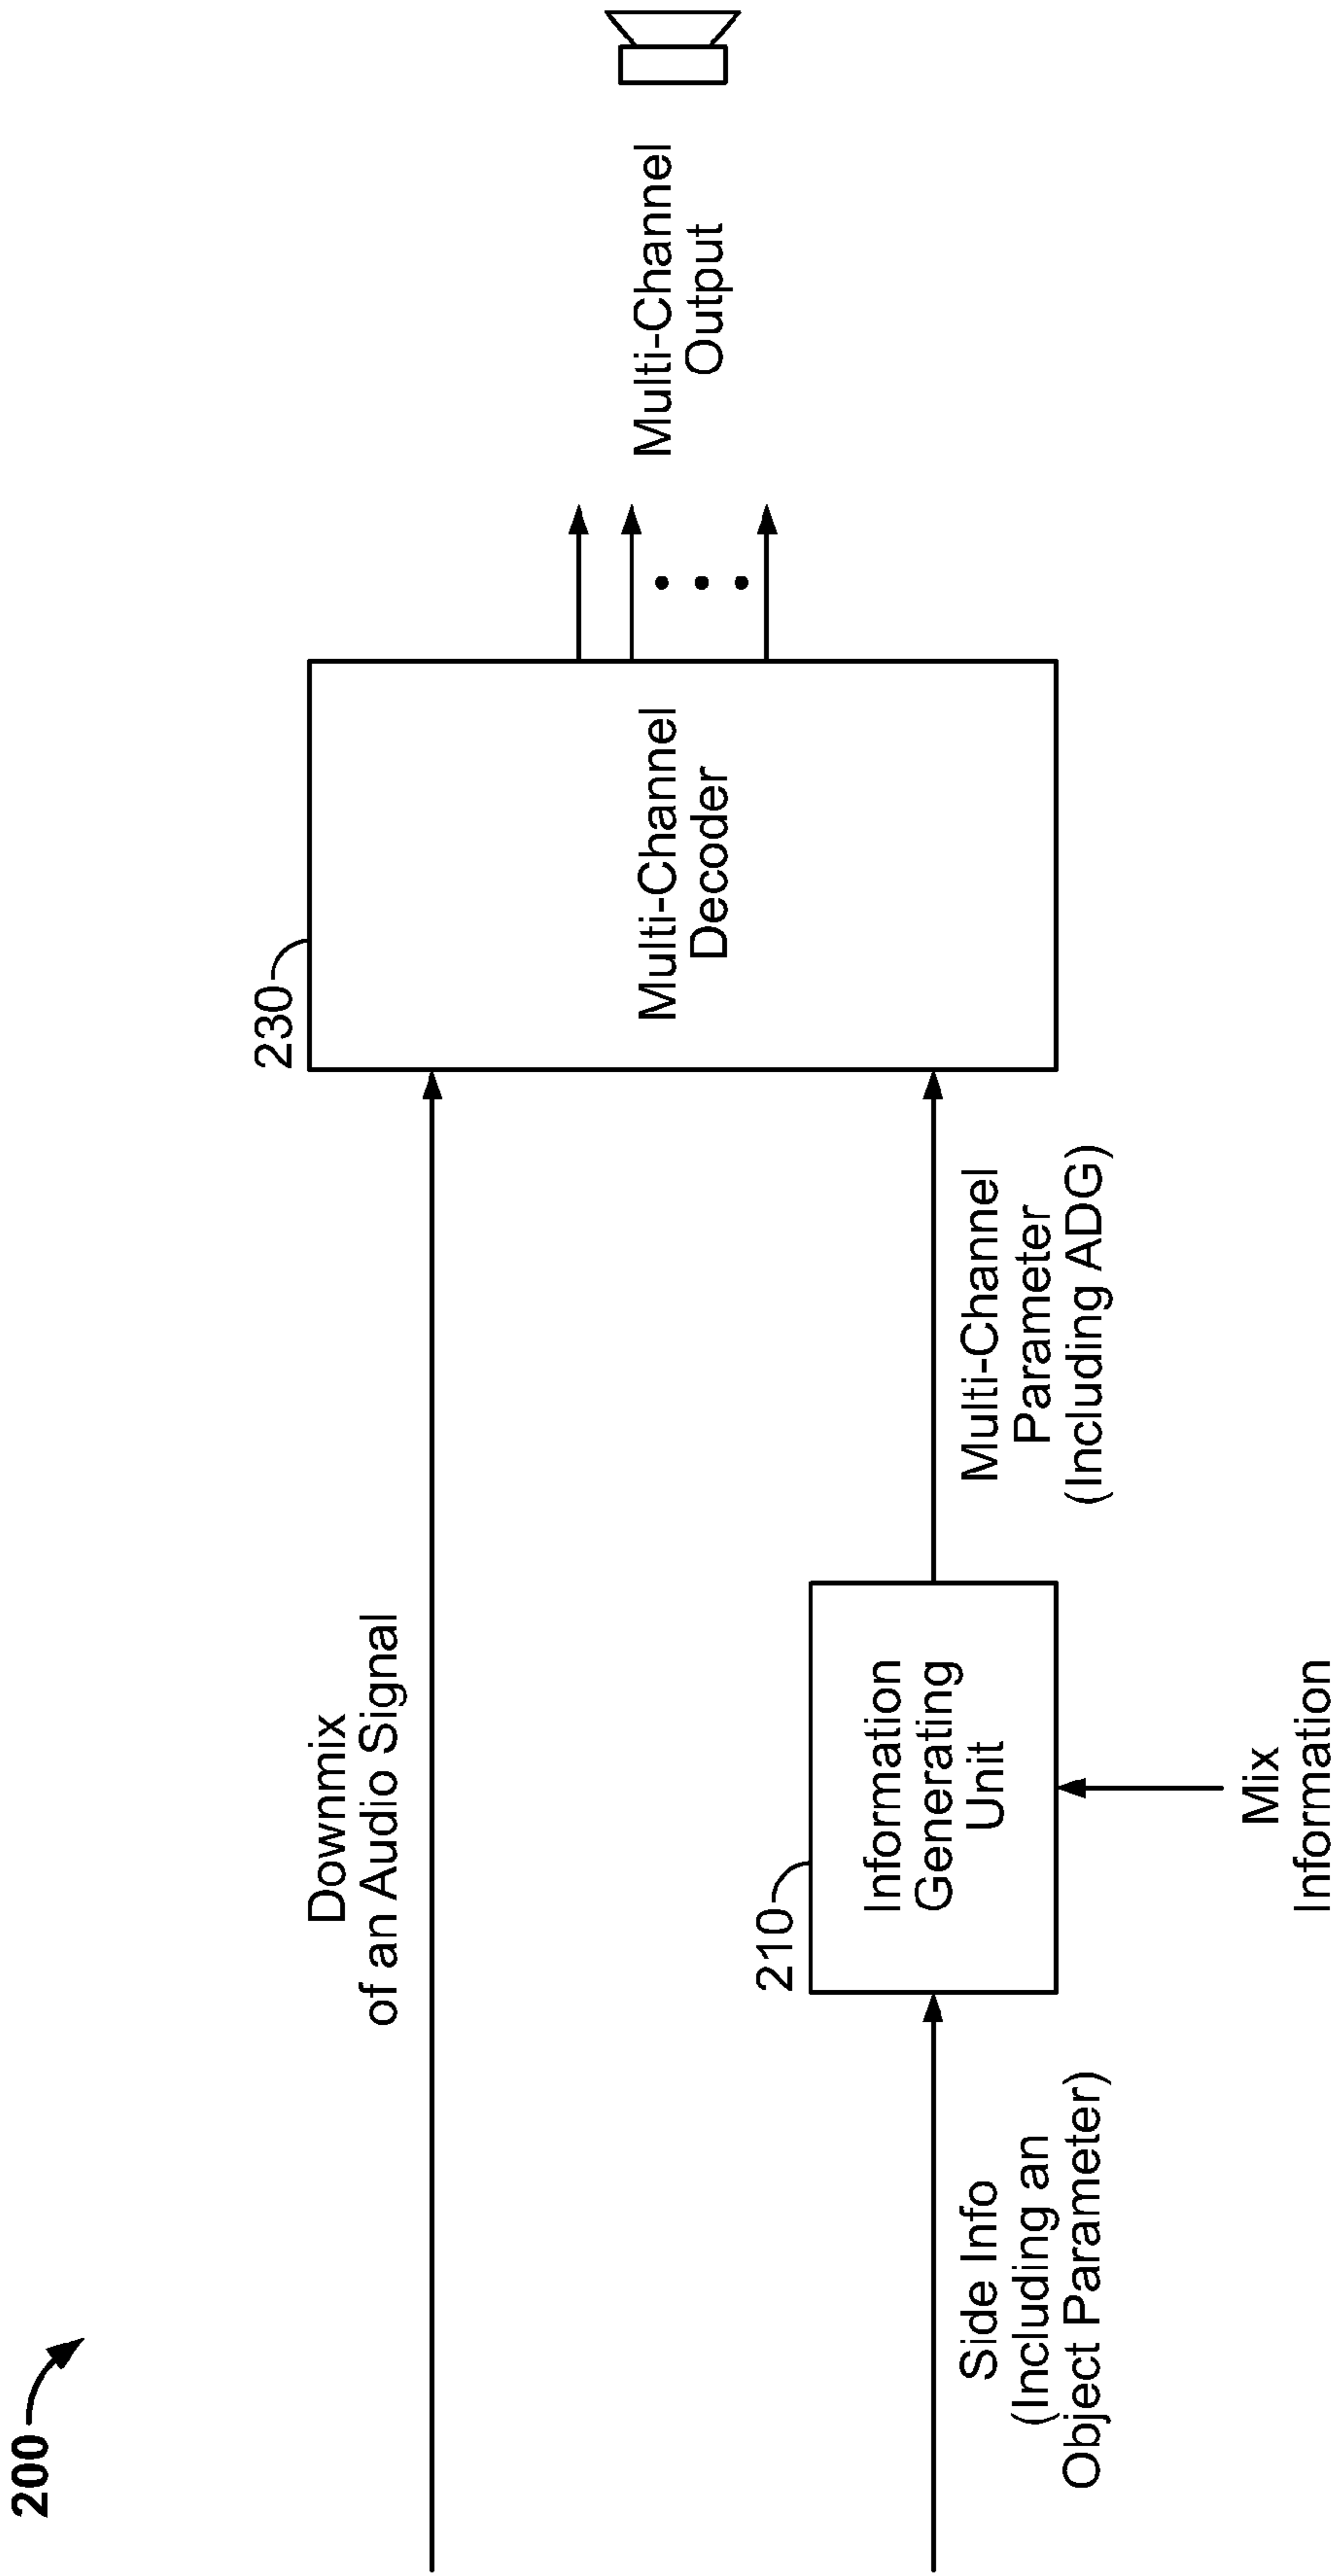 200
Downmix
of an Audio Signal
230
Multi-Channel
Decoder
Multi-Channel
Output
Side Info
(Including an
Object Parameter)
210
Information
Generating
Unit
Mix
Information
Multi-Channel
Parameter
(Including ADG)